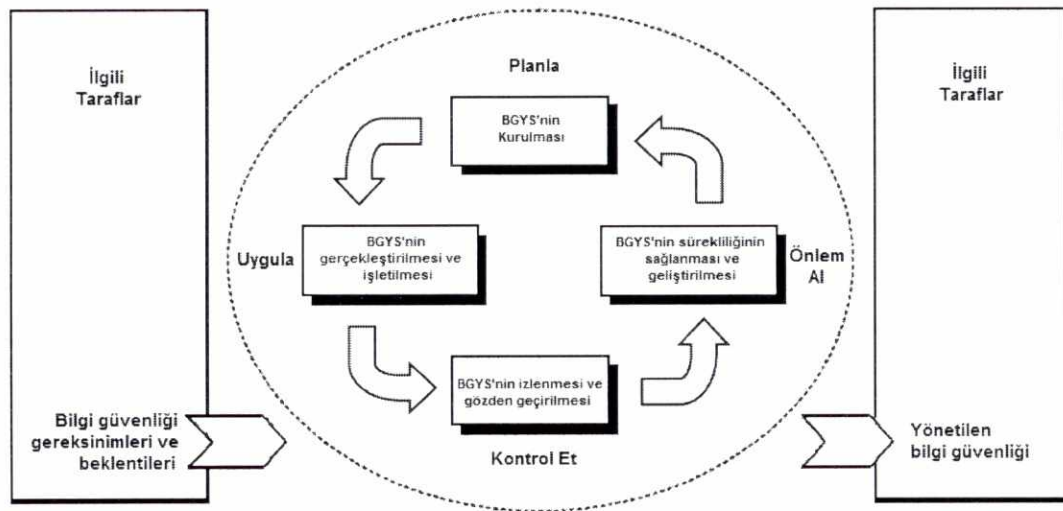 İlgili
Taraflar
Bilgi güvenliği
gereksinimleri ve
beklentileri
Planla
BGYS'nin
Kurulması
Uygula
BGYS'nin
gerçekleştirilmesi ve
işletilmesi
BGYS'nin sürekliliğinin
sağlanması ve
geliştirilmesi
Önlem
Al
BGYS'nin izlenmesi ve
gözden geçirilmesi
Kontrol Et
İlgili
Taraflar
Yönetilen
bilgi güvenliği